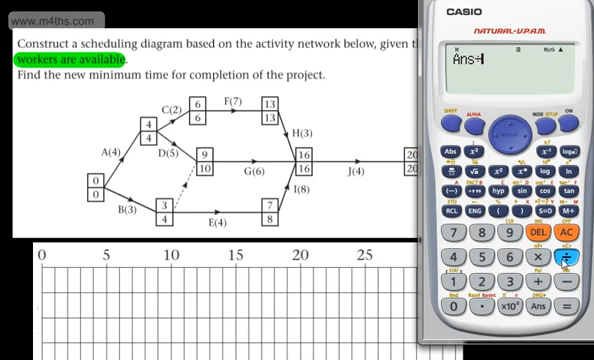 www.m4ths.com
Construct a scheduling diagram based on the activity network below, given t
workers are available.
Find the new minimum time for completion of the project.
0
0
A(4)
B(3)
4
4
C(2)
D(5)
3
4
6
6
F(7)
13
13
H(3)
9
10
G(6)
16
16
J(4)
20
20
E(4)
7
8
I(8)
0 5 10 15 20 25
CASIO
NATURAL-V.P.A.M.
M Math ▲
Ans÷
SHIFT ALPHA REPLAY MODE SETUP ON
Abs x³ x⁻¹ log
√ x² log ln
(−) hyp sin cos tan
RCL ENG ( ) S⇔D M+
7 8 9 DEL AC
4 5 6 × ÷
1 2 3 + −
0 . ×10ˣ Ans =